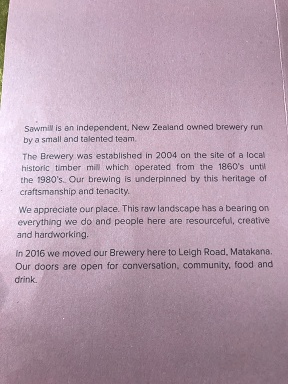 Sawmill is an independent, New Zealand owned brewery run
by a small and talented team.
The Brewery was established in 2004 on the site of a local
historic timber mill which operated from the 1860's until
the 1980's. Our brewing is underpinned by this heritage of
craftsmanship and tenacity.
We appreciate our place. This raw landscape has a bearing on
everything we do and people here are resourceful, creative
and hardworking.
In 2016 we moved our Brewery here to Leigh Road, Matakana.
Our doors are open for conversation, community, food and
drink.